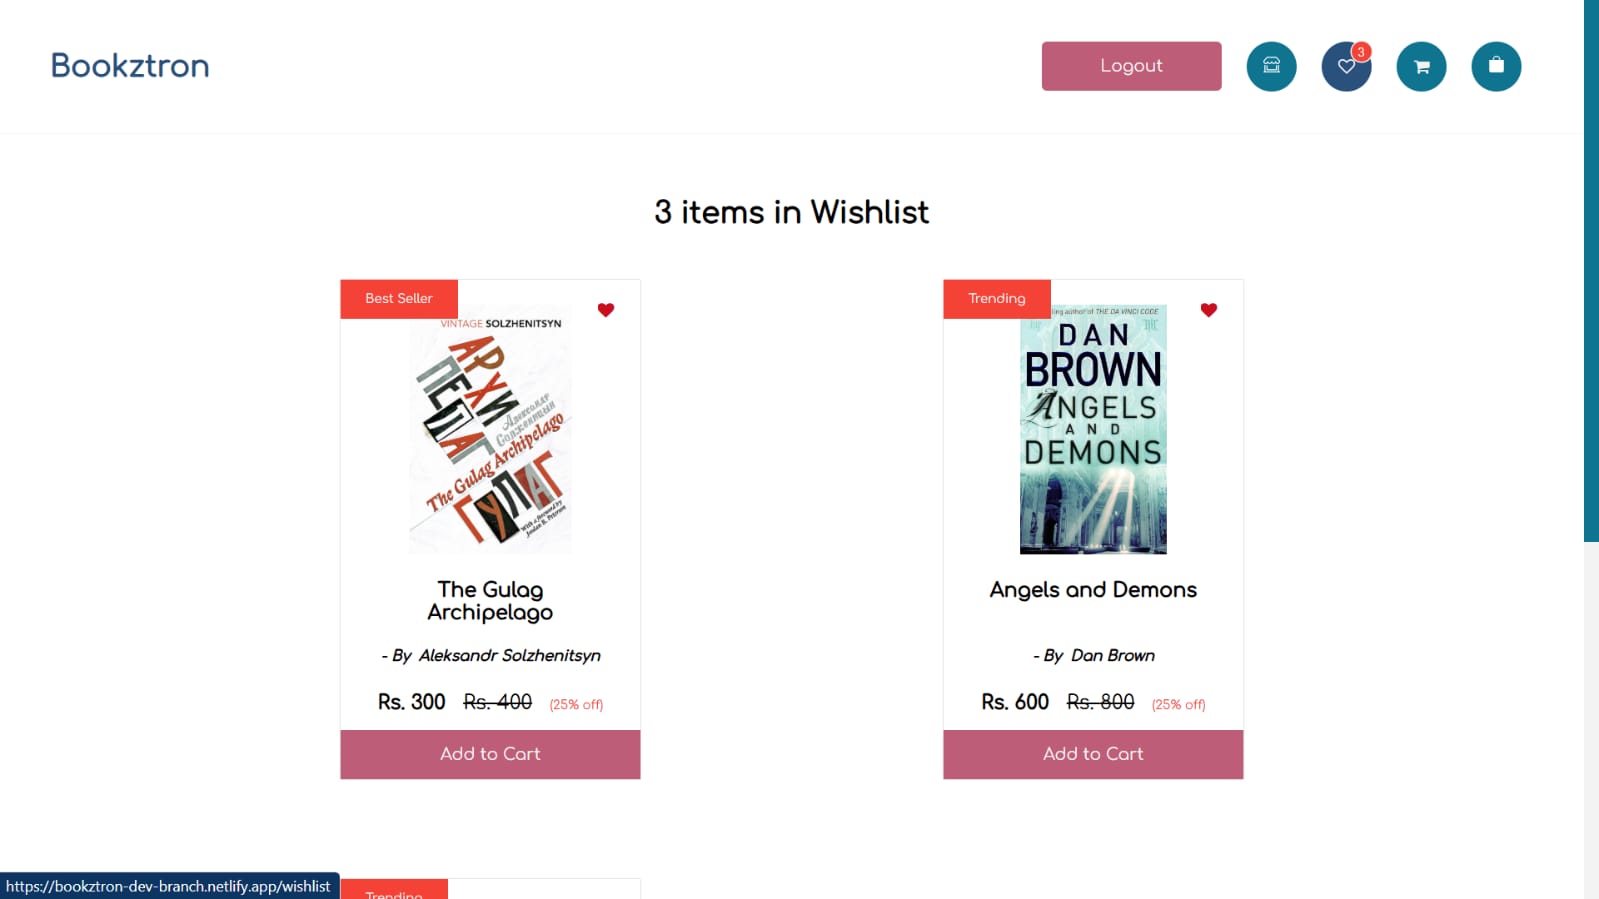 Bookztron
Logout
3
3 items in Wishlist
Best Seller
VINTAGE SOLZHENITSYN
АРХИ
ПЕЛАГ
Александр
Солженицын
The Gulag Archipelago
ГУЛАГ
With a foreword by
Jordan B. Peterson
The Gulag
Archipelago
- By Aleksandr Solzhenitsyn
Rs. 300 Rs. 400 (25% off)
Add to Cart
Trending
ling author of THE DA VINCI CODE
DAN
BROWN
ANGELS
AND
DEMONS
Angels and Demons
- By Dan Brown
Rs. 600 Rs. 800 (25% off)
Add to Cart
Trending
https://bookztron-dev-branch.netlify.app/wishlist